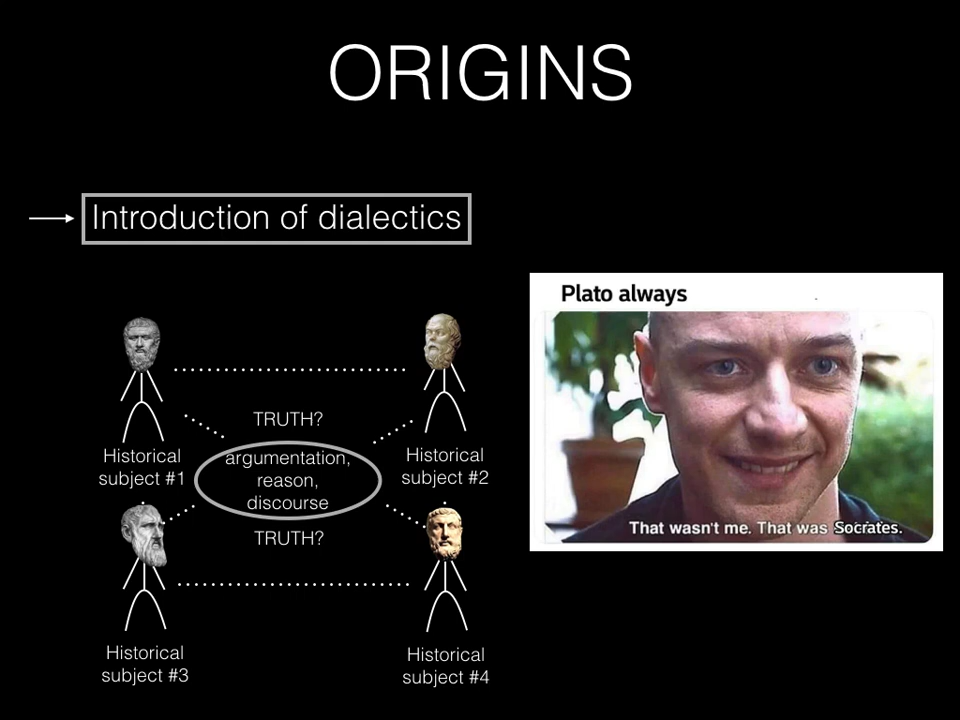 ORIGINS
Introduction of dialectics
Plato always
TRUTH?
Historical
subject #1
argumentation,
reason,
discourse
Historical
subject #2
TRUTH?
That wasn't me. That was Socrates.
Historical
subject #3
Historical
subject #4